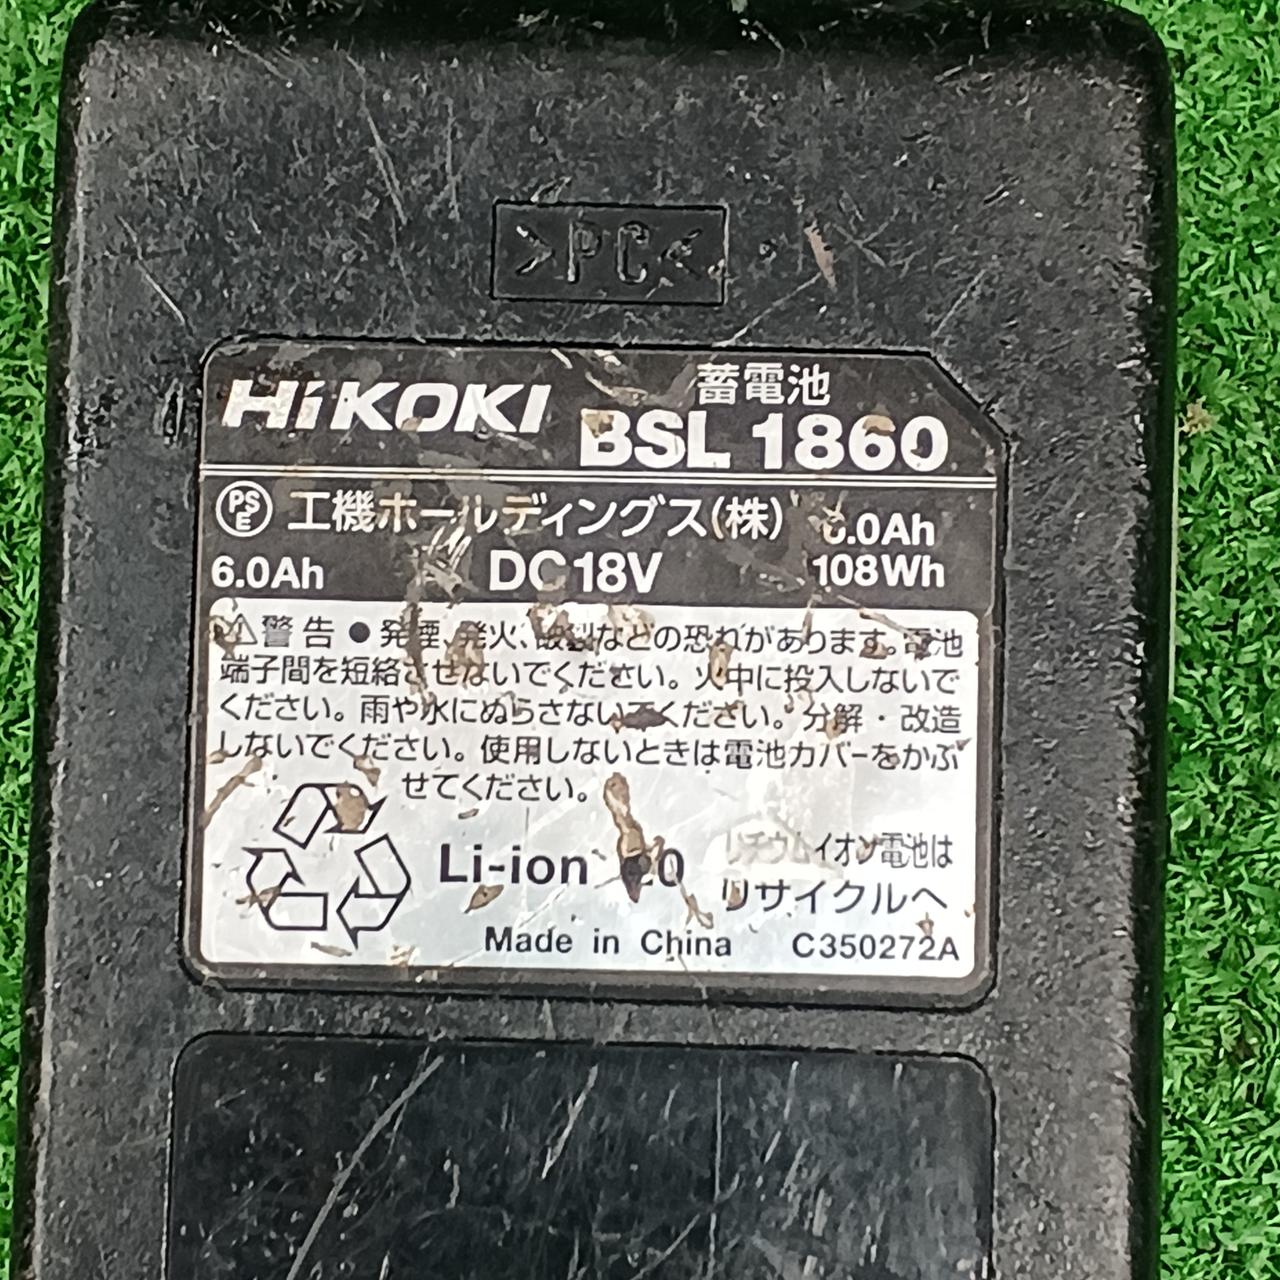 >PC<
HiKOKI
蓄電池
BSL 1860
PSE 工機ホールディングス(株) 6.0Ah
6.0Ah DC 18V 108Wh
⚠警告 ●発煙、発火、破裂などの恐れがあります。電池
端子間を短絡させないでください。火中に投入しないで
ください。雨や水にぬらさないでください。分解・改造
しないでください。使用しないときは電池カバーをかぶ
せてください。
Li-ion
リチウムイオン電池は
リサイクルへ
Made in China C350272A